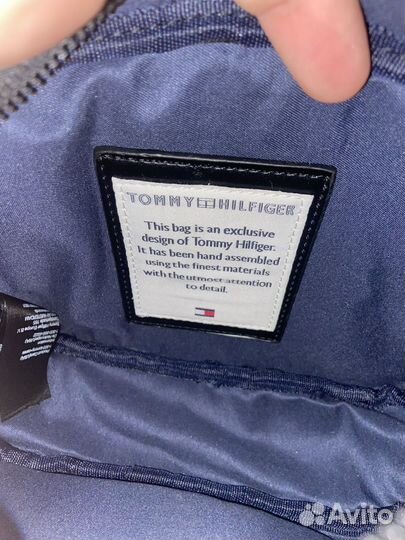 TOMMY HILFIGER
This bag is an exclusive
design of Tommy Hilfiger.
It has been hand assembled
using the finest materials
with the utmost attention
to detail.
Avito